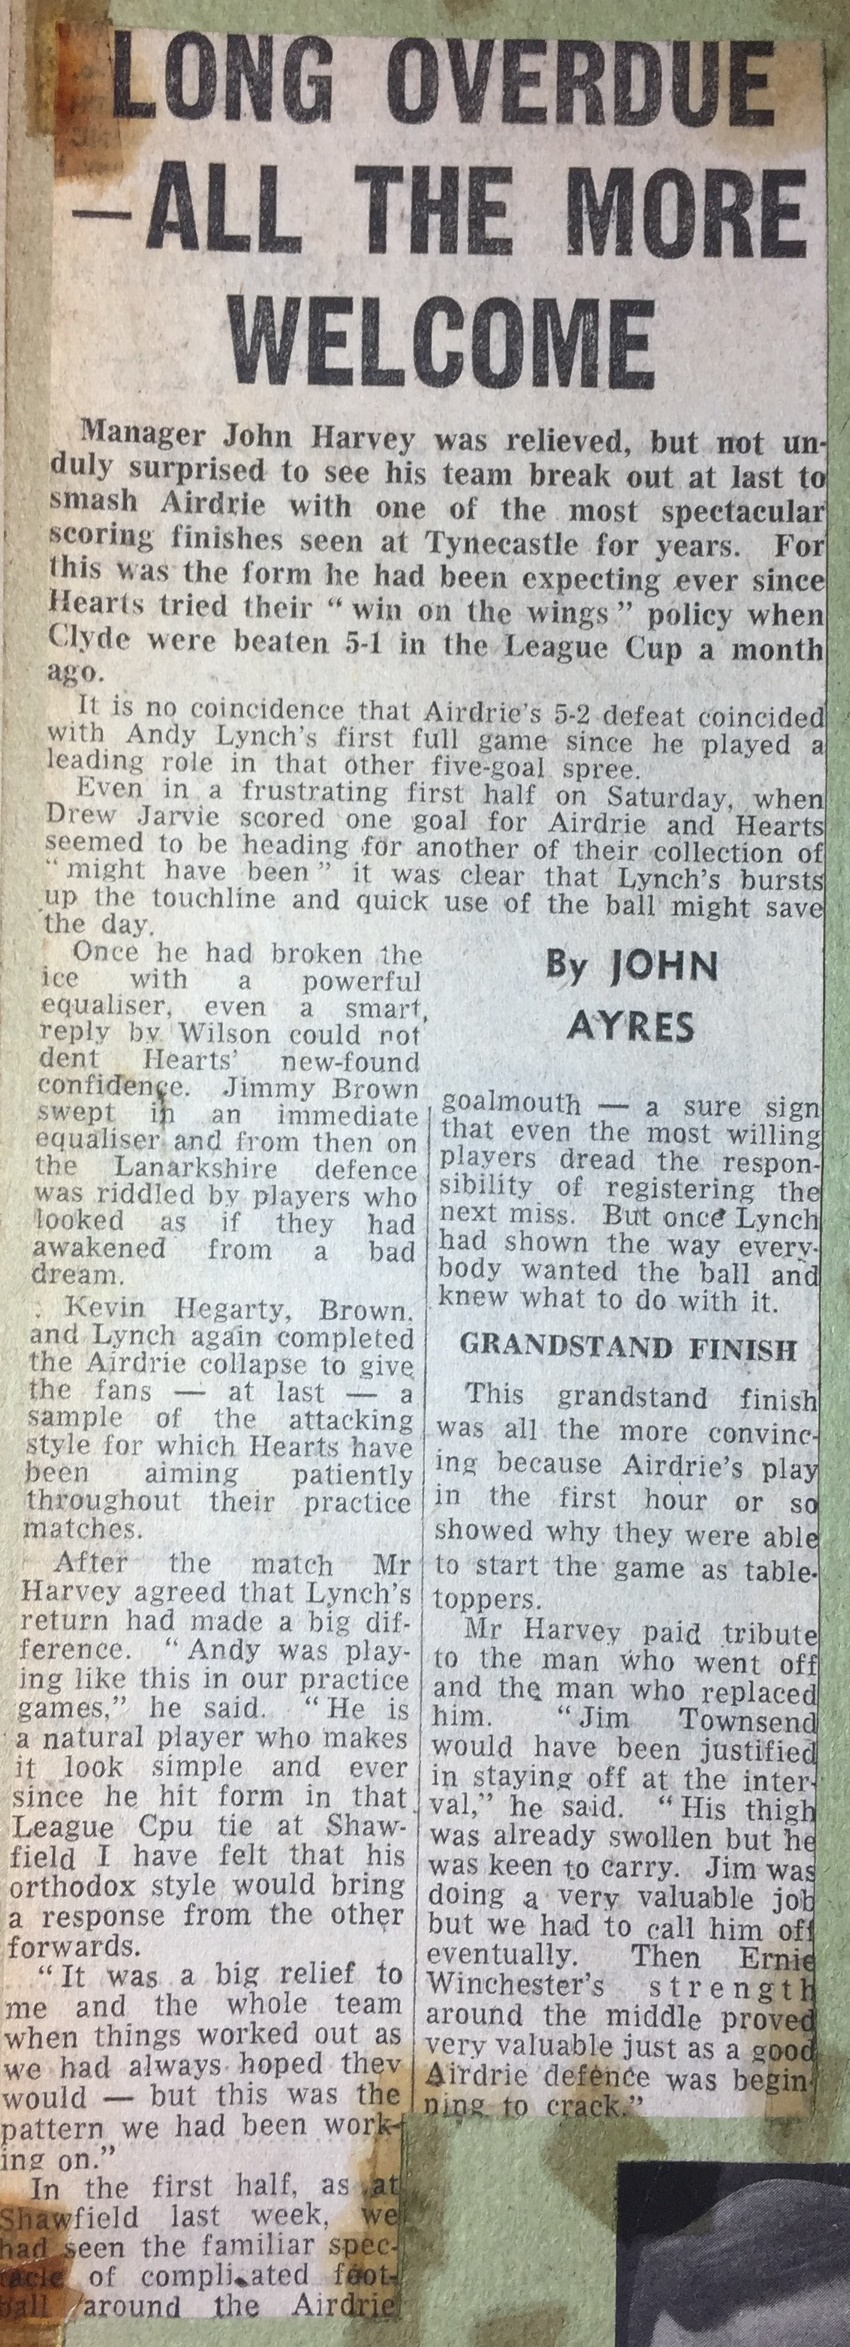 LONG OVERDUE
—ALL THE MORE
WELCOME
Manager John Harvey was relieved, but not un-
duly surprised to see his team break out at last to
smash Airdrie with one of the most spectacular
scoring finishes seen at Tynecastle for years. For
this was the form he had been expecting ever since
Hearts tried their “ win on the wings ” policy when
Clyde were beaten 5-1 in the League Cup a month
ago.
It is no coincidence that Airdrie's 5-2 defeat coincided
with Andy Lynch's first full game since he played a
leading role in that other five-goal spree.
Even in a frustrating first half on Saturday, when
Drew Jarvie scored one goal for Airdrie and Hearts
seemed to be heading for another of their collection of
“ might have been ” it was clear that Lynch's bursts
up the touchline and quick use of the ball might save
the day.
Once he had broken the
ice with a powerful
equaliser, even a smart
reply by Wilson could not
dent Hearts' new-found
confidence. Jimmy Brown
swept in an immediate
equaliser and from then on
the Lanarkshire defence
was riddled by players who
looked as if they had
awakened from a bad
dream.
Kevin Hegarty, Brown,
and Lynch again completed
the Airdrie collapse to give
the fans — at last — a
sample of the attacking
style for which Hearts have
been aiming patiently
throughout their practice
matches.
After the match Mr
Harvey agreed that Lynch's
return had made a big dif-
ference. “ Andy was play-
ing like this in our practice
games,” he said. “ He is
a natural player who makes
it look simple and ever
since he hit form in that
League Cpu tie at Shaw-
field I have felt that his
orthodox style would bring
a response from the other
forwards.
“ It was a big relief to
me and the whole team
when things worked out as
we had always hoped they
would — but this was the
pattern we had been work-
ing on.”
In the first half, as at
Shawfield last week, we
had seen the familiar spec-
tacle of complicated foot-
ball around the Airdrie
By JOHN
AYRES
goalmouth — a sure sign
that even the most willing
players dread the respon-
sibility of registering the
next miss. But once Lynch
had shown the way every-
body wanted the ball and
knew what to do with it.
GRANDSTAND FINISH
This grandstand finish
was all the more convinc-
ing because Airdrie's play
in the first hour or so
showed why they were able
to start the game as table-
toppers.
Mr Harvey paid tribute
to the man who went off
and the man who replaced
him. “ Jim Townsend
would have been justified
in staying off at the inter-
val,” he said. “ His thigh
was already swollen but he
was keen to carry. Jim was
doing a very valuable job
but we had to call him off
eventually. Then Ernie
Winchester's strength
around the middle proved
very valuable just as a good
Airdrie defence was begin-
ning to crack.”